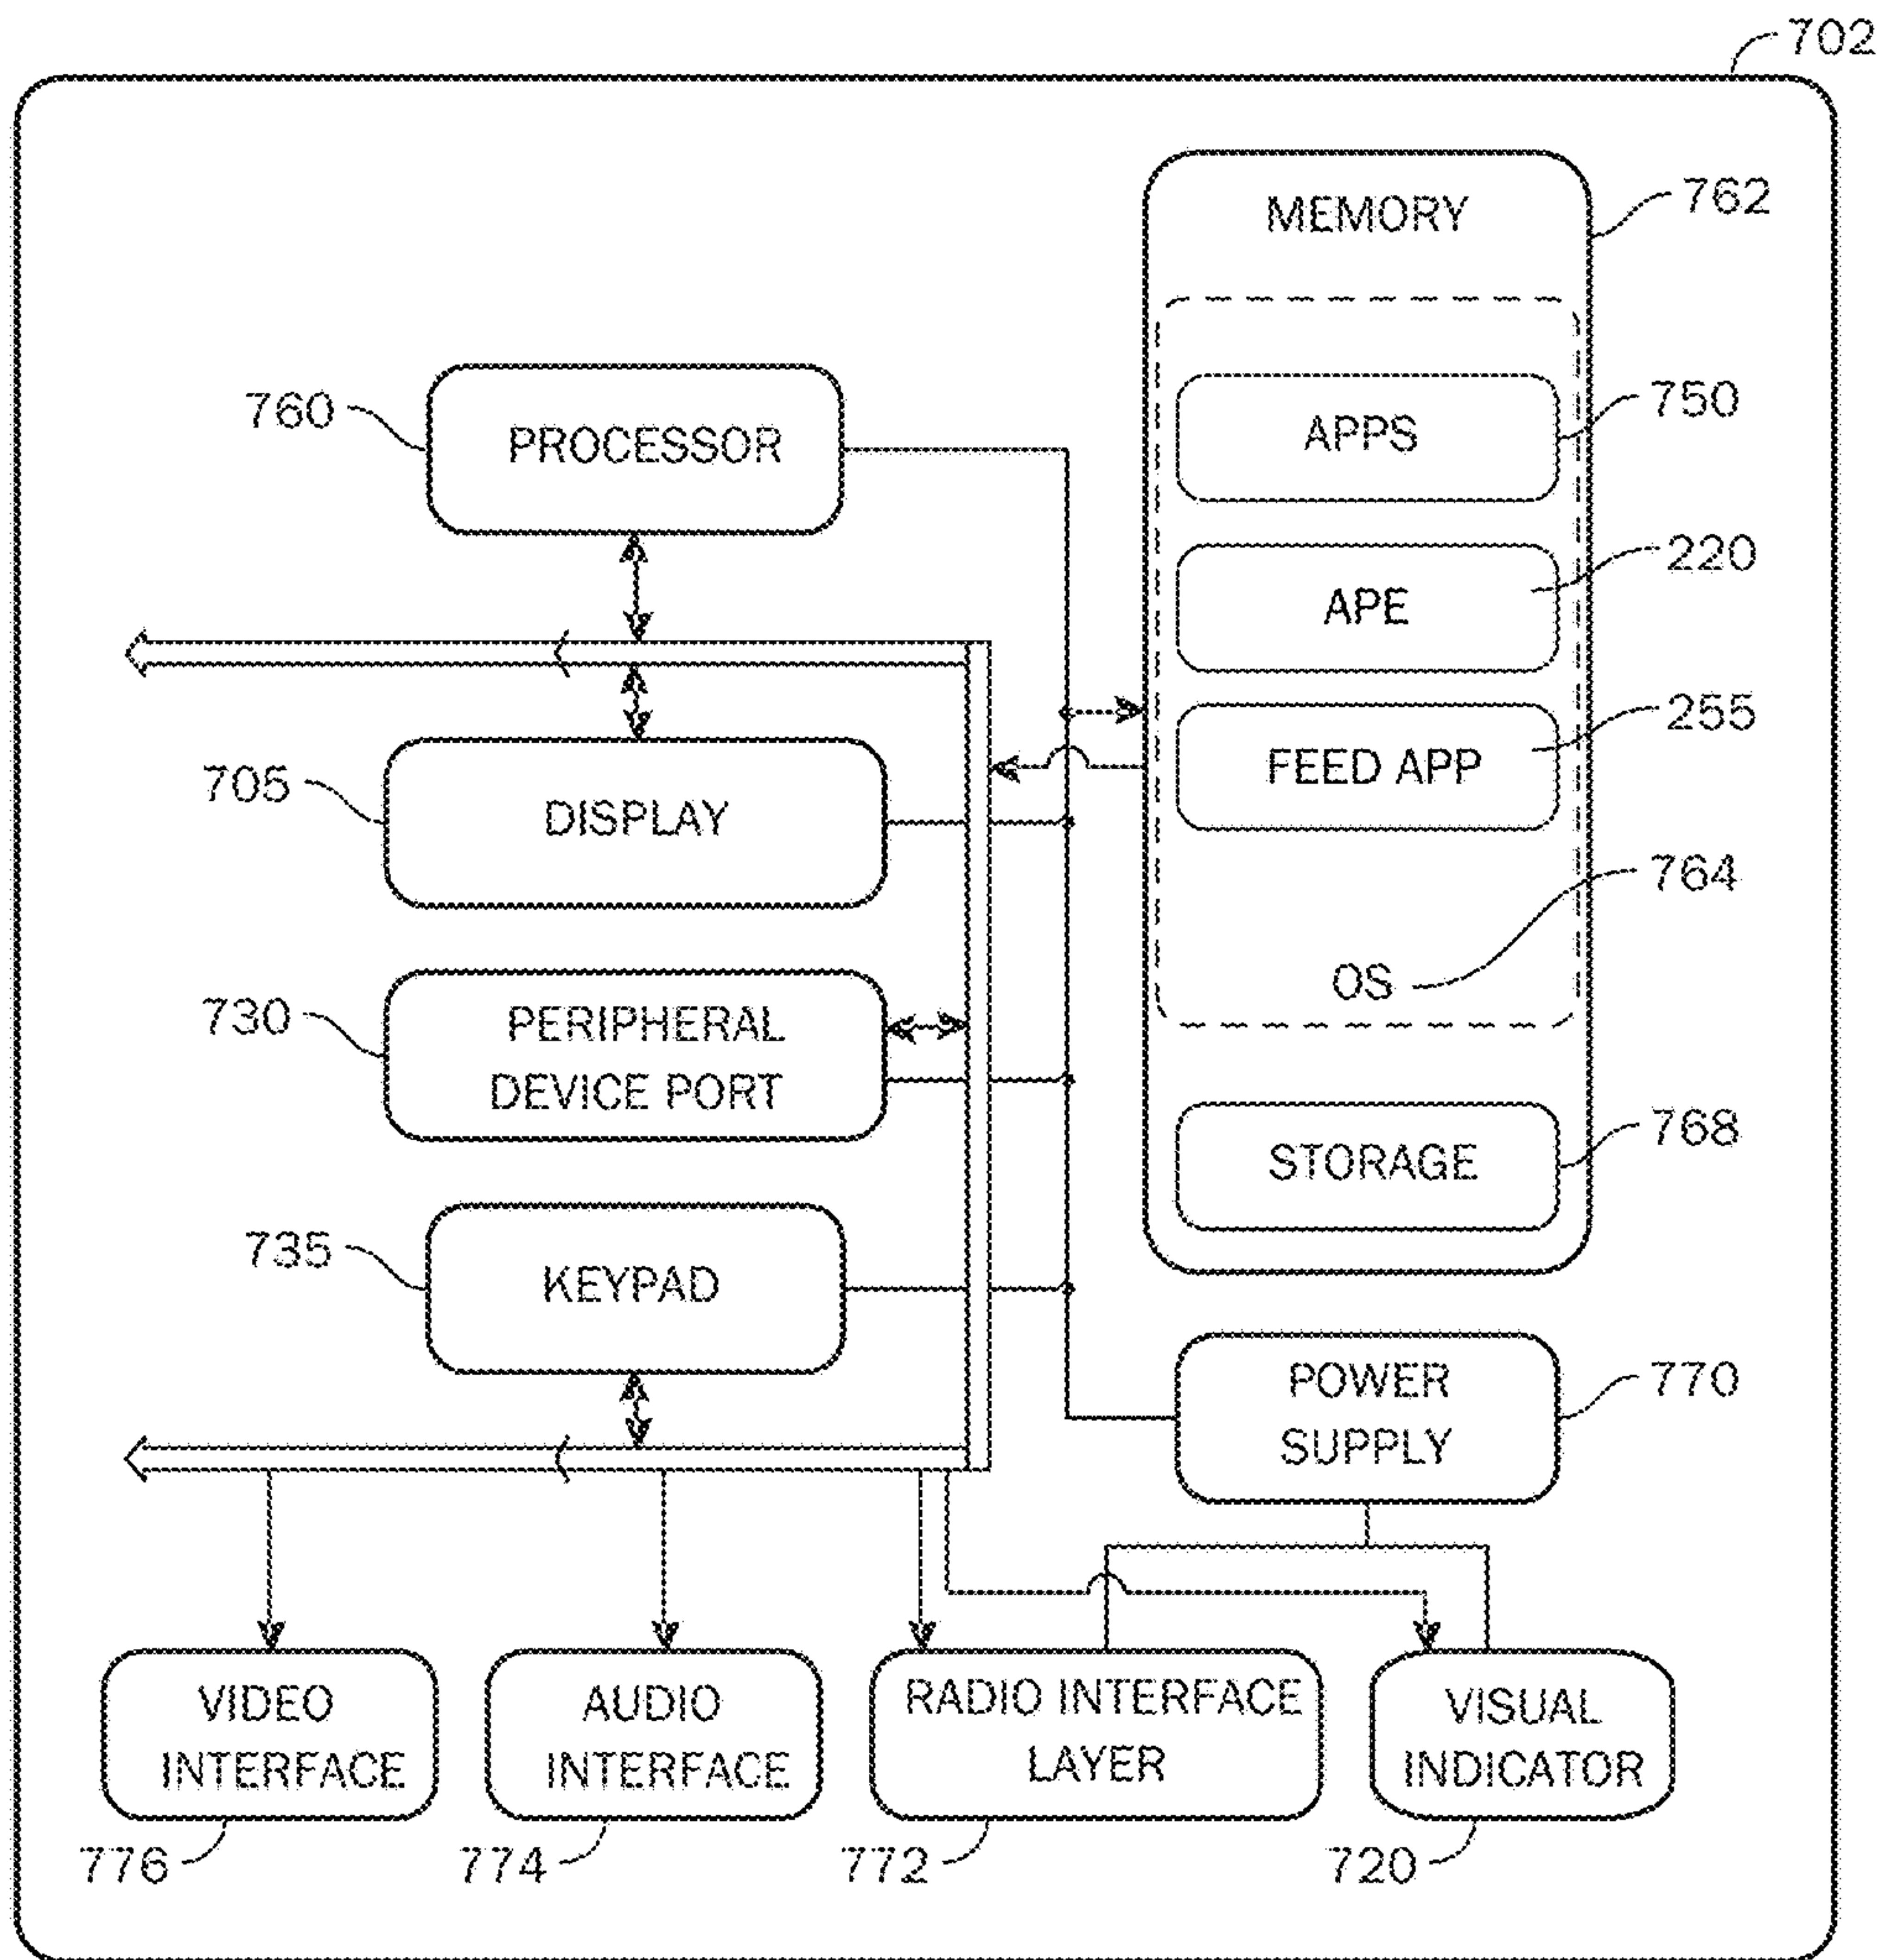 702
MEMORY
762
APPS
750
760
PROCESSOR
APE
220
FEED APP
255
705
DISPLAY
OS
764
730
PERIPHERAL
DEVICE PORT
STORAGE
768
735
KEYPAD
POWER
SUPPLY
770
VIDEO
INTERFACE
AUDIO
INTERFACE
RADIO INTERFACE
LAYER
VISUAL
INDICATOR
776
774
772
720